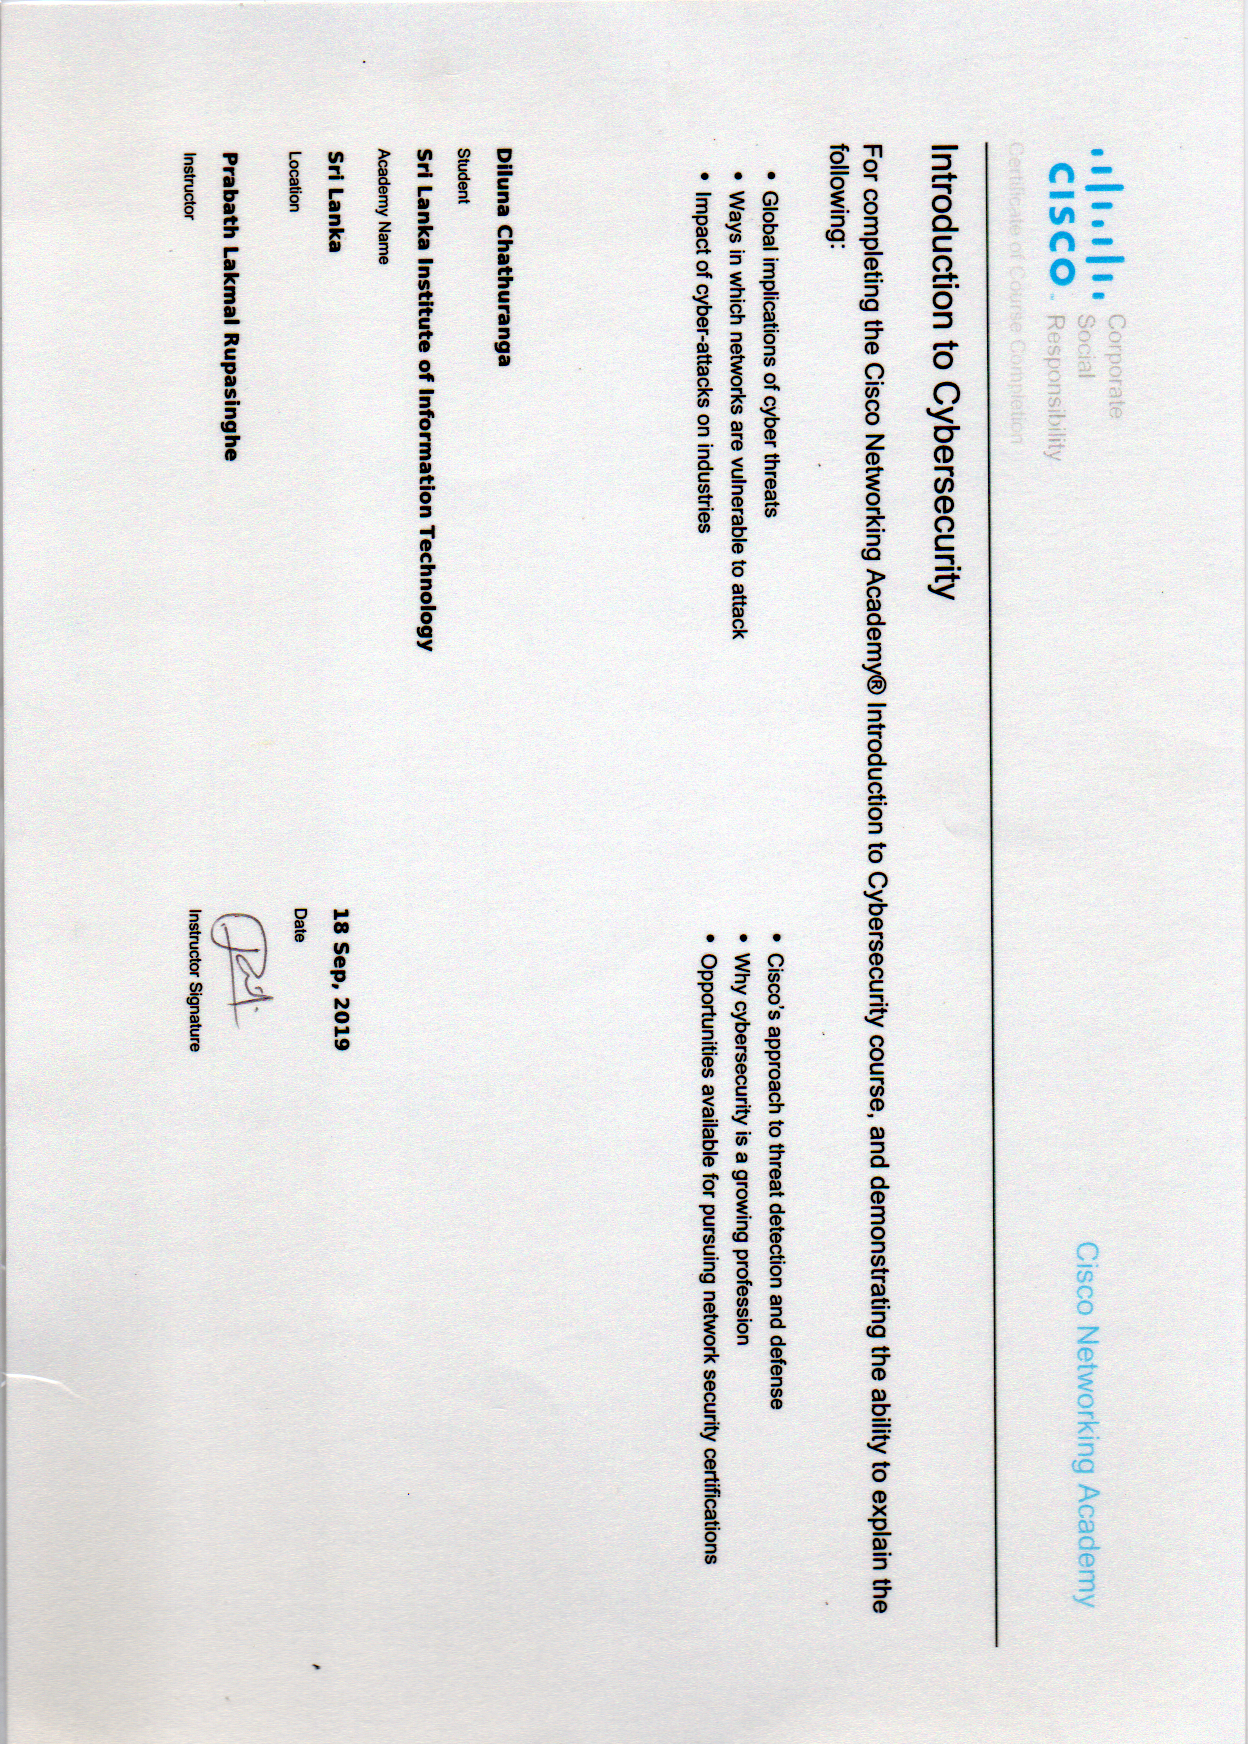 Corporate
Social
Responsibility
CISCO
Cisco Networking Academy
Certificate of Course Completion
Introduction to Cybersecurity
For completing the Cisco Networking Academy® Introduction to Cybersecurity course, and demonstrating the ability to explain the
following:
• Global implications of cyber threats
• Ways in which networks are vulnerable to attack
• Impact of cyber-attacks on industries
• Cisco's approach to threat detection and defense
• Why cybersecurity is a growing profession
• Opportunities available for pursuing network security certifications
Diluna Chathuranga
Student
Sri Lanka Institute of Information Technology
Academy Name
Sri Lanka
Location
18 Sep, 2019
Date
Prabath Lakmal Rupasinghe
Instructor
Instructor Signature